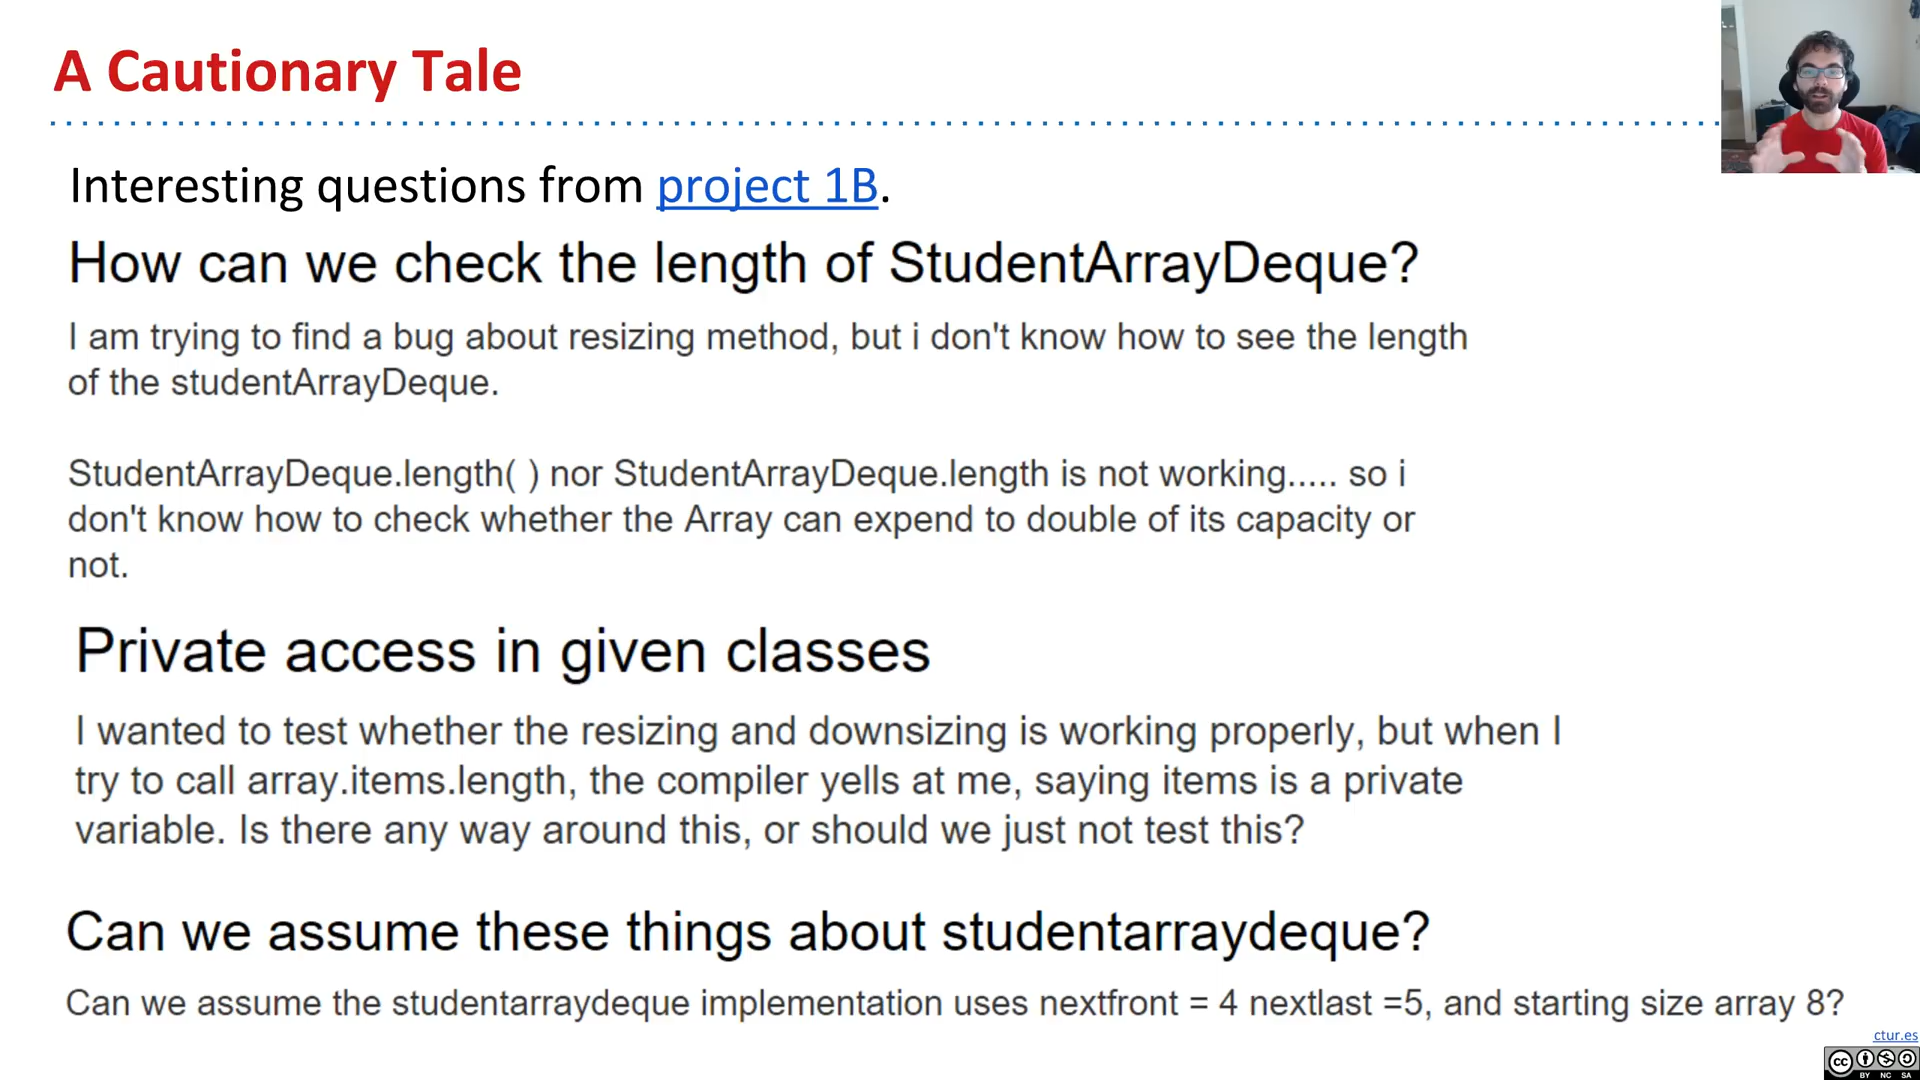 A Cautionary Tale
Interesting questions from project 1B.
How can we check the length of StudentArrayDeque?
I am trying to find a bug about resizing method, but i don't know how to see the length
of the studentArrayDeque.
StudentArrayDeque.length( ) nor StudentArrayDeque.length is not working..... so i
don't know how to check whether the Array can expend to double of its capacity or
not.
Private access in given classes
I wanted to test whether the resizing and downsizing is working properly, but when I
try to call array.items.length, the compiler yells at me, saying items is a private
variable. Is there any way around this, or should we just not test this?
Can we assume these things about studentarraydeque?
Can we assume the studentarraydeque implementation uses nextfront = 4 nextlast =5, and starting size array 8?
ctur.es
cc
BY NC SA